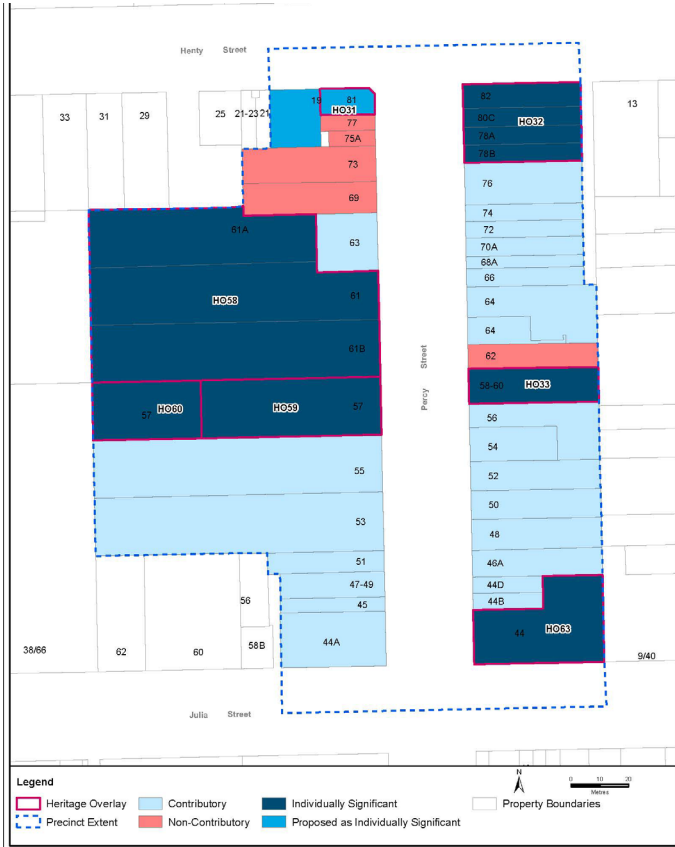 Henty Street
33
31
29
25
21-23
21
19
81
HO31
77
75A
73
69
61A
63
HO58
61
61B
57
HO60
HO59
57
55
53
51
47-49
45
44A
56
58B
38/66
62
60
Percy Street
82
80C
HO32
78A
78B
76
74
72
70A
68A
66
64
64
62
58-60
HO33
56
54
52
50
48
46A
44D
44B
44
HO63
13
9/40
Julia Street
Legend
Heritage Overlay
Contributory
Individually Significant
Property Boundaries
Precinct Extent
Non-Contributory
Proposed as Individually Significant
N
0 10 20
Metres